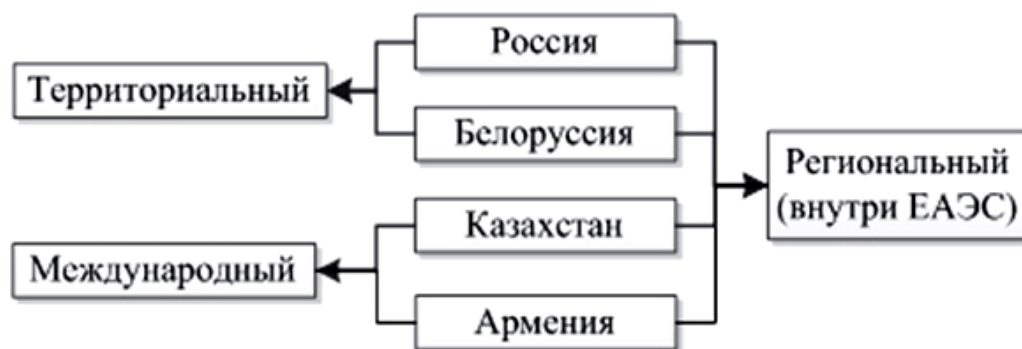 Россия
Территориальный
Белоруссия
Региональный
(внутри ЕАЭС)
Казахстан
Международный
Армения